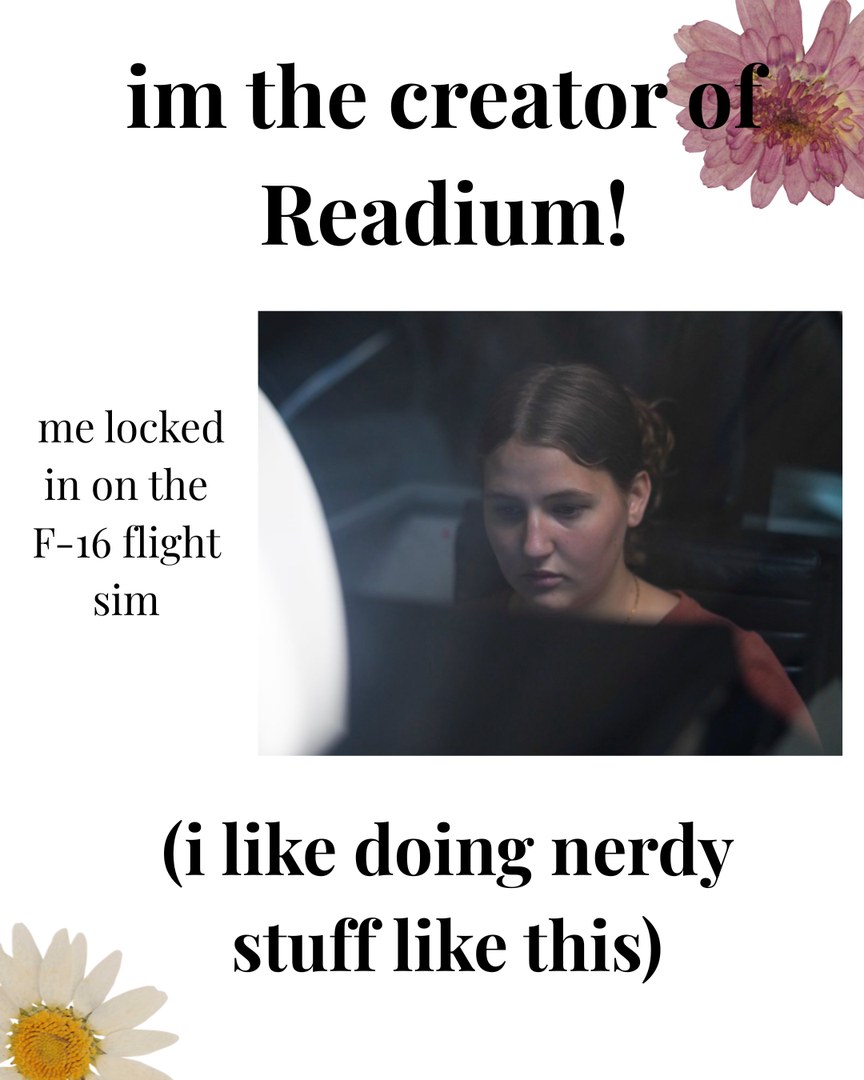 im the creator of
Readium!
me locked
in on the
F-16 flight
sim
(i like doing nerdy
stuff like this)